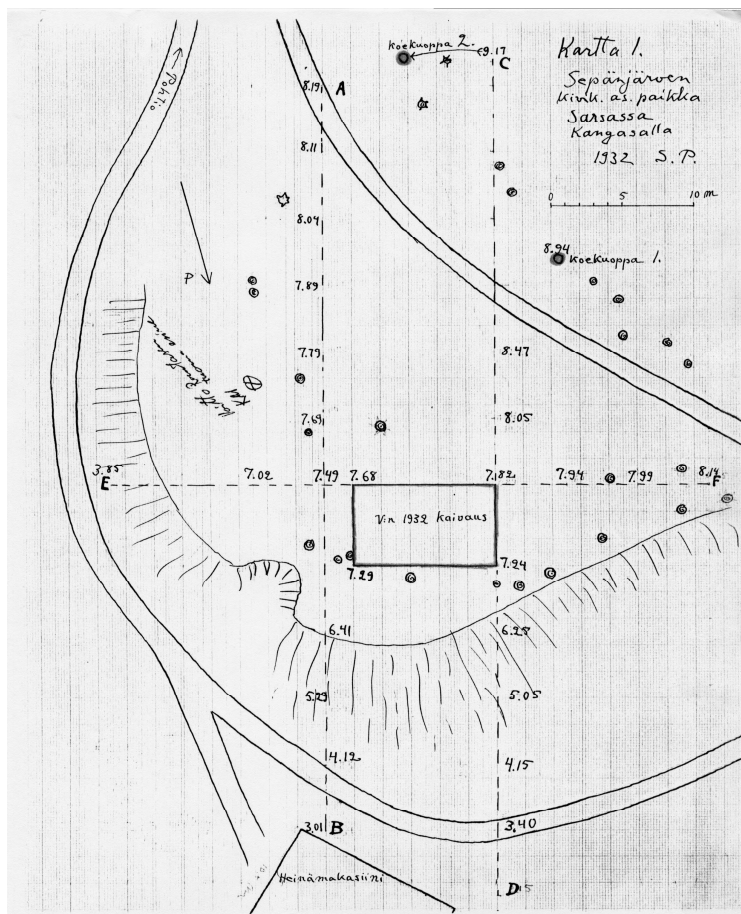 Kartta 1.
Sepänjärven
kivik. as. paikka
Sarsassa
Kangasalla
1932 S. P.
0 5 10 m
Koekuoppa 2.
9.17
C
← Pohtio
8.19 A
8.11
8.04
8.94
Koekuoppa 1.
P
7.89
7.79
8.47
7.69
8.05
3.85
E
7.02
7.49
7.68
7.82
7.94
7.99
8.14
F
V:n 1932 kaivaus
7.29
7.24
6.41
6.25
5.29
5.05
4.12
4.15
3.01 B
3.40
Heinämakasiini
D